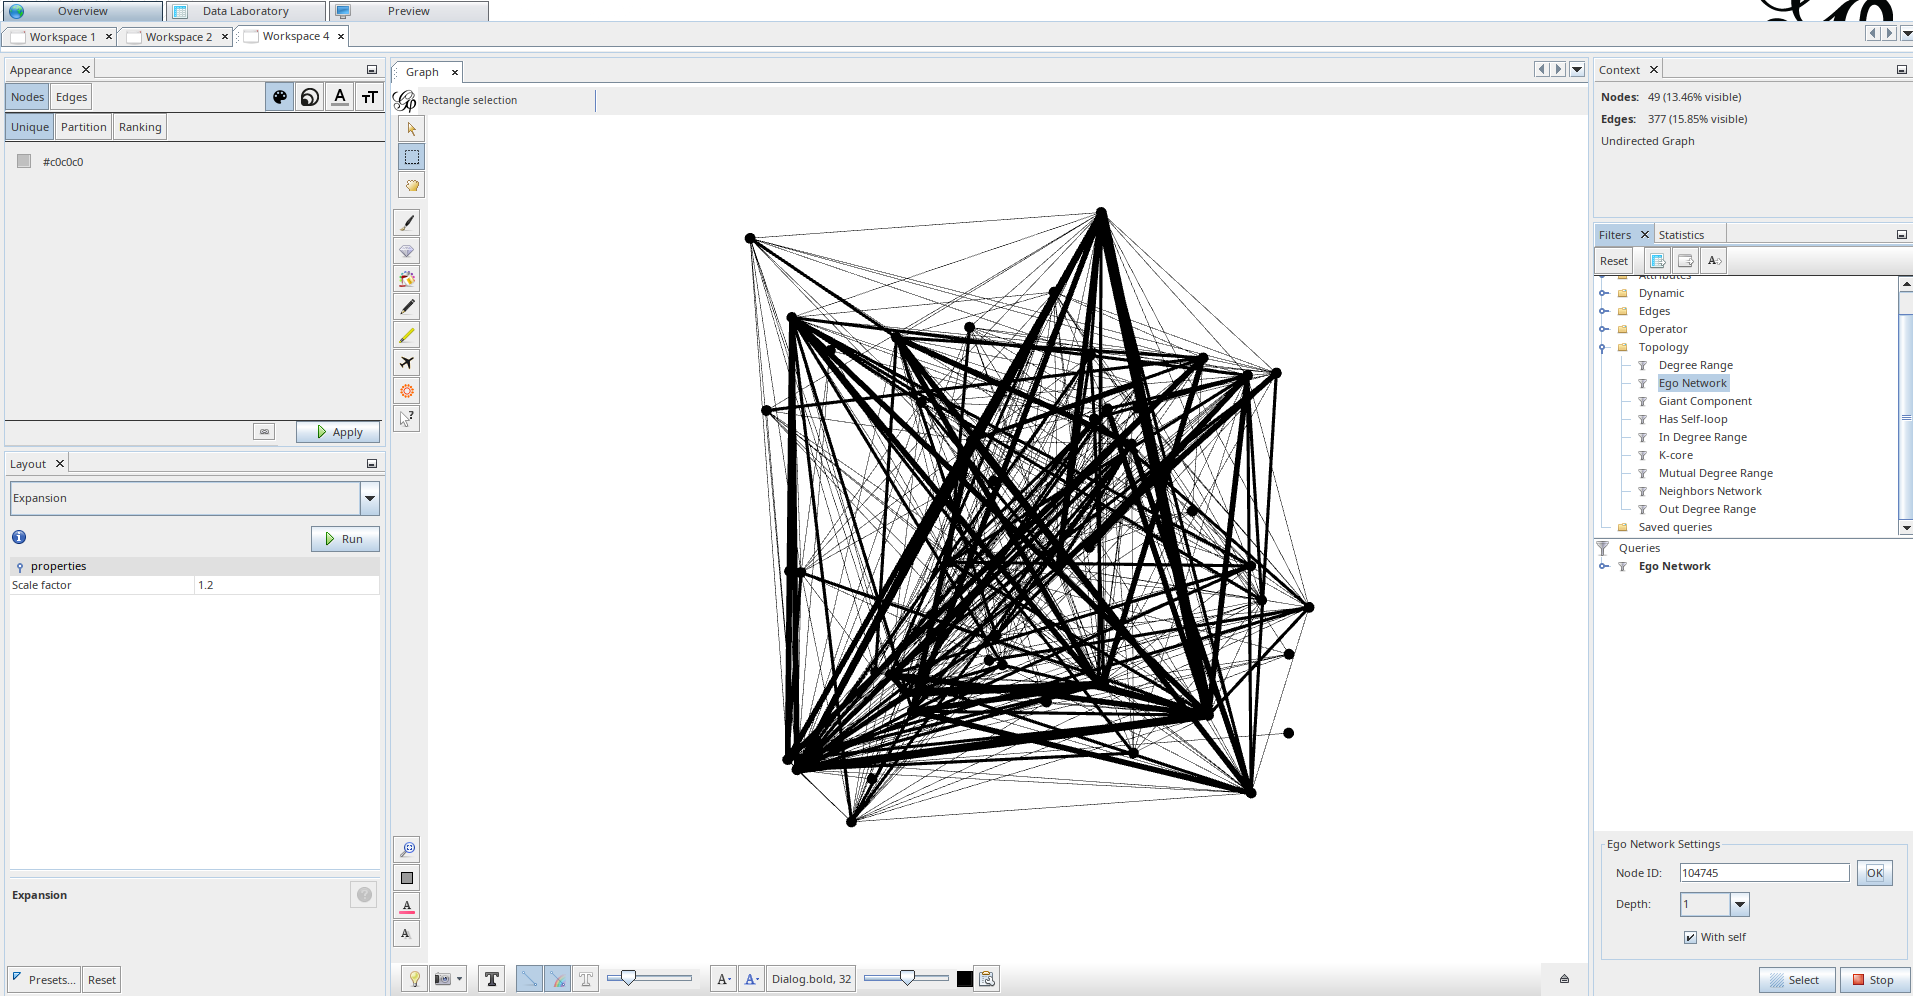 Overview
Data Laboratory
Preview
Workspace 1
Workspace 2
Workspace 4
Appearance
Nodes
Edges
Unique
Partition
Ranking
#c0c0c0
Apply
Layout
Expansion
Run
properties
Scale factor 1.2
Expansion
Presets...
Reset
Graph
Rectangle selection
Dialog.bold, 32
Context
Nodes: 49 (13.46% visible)
Edges: 377 (15.85% visible)
Undirected Graph
Filters
Statistics
Reset
Attributes
Dynamic
Edges
Operator
Topology
Degree Range
Ego Network
Giant Component
Has Self-loop
In Degree Range
K-core
Mutual Degree Range
Neighbors Network
Out Degree Range
Saved queries
Queries
Ego Network
Ego Network Settings
Node ID: 104745 OK
Depth: 1
With self
Select
Stop